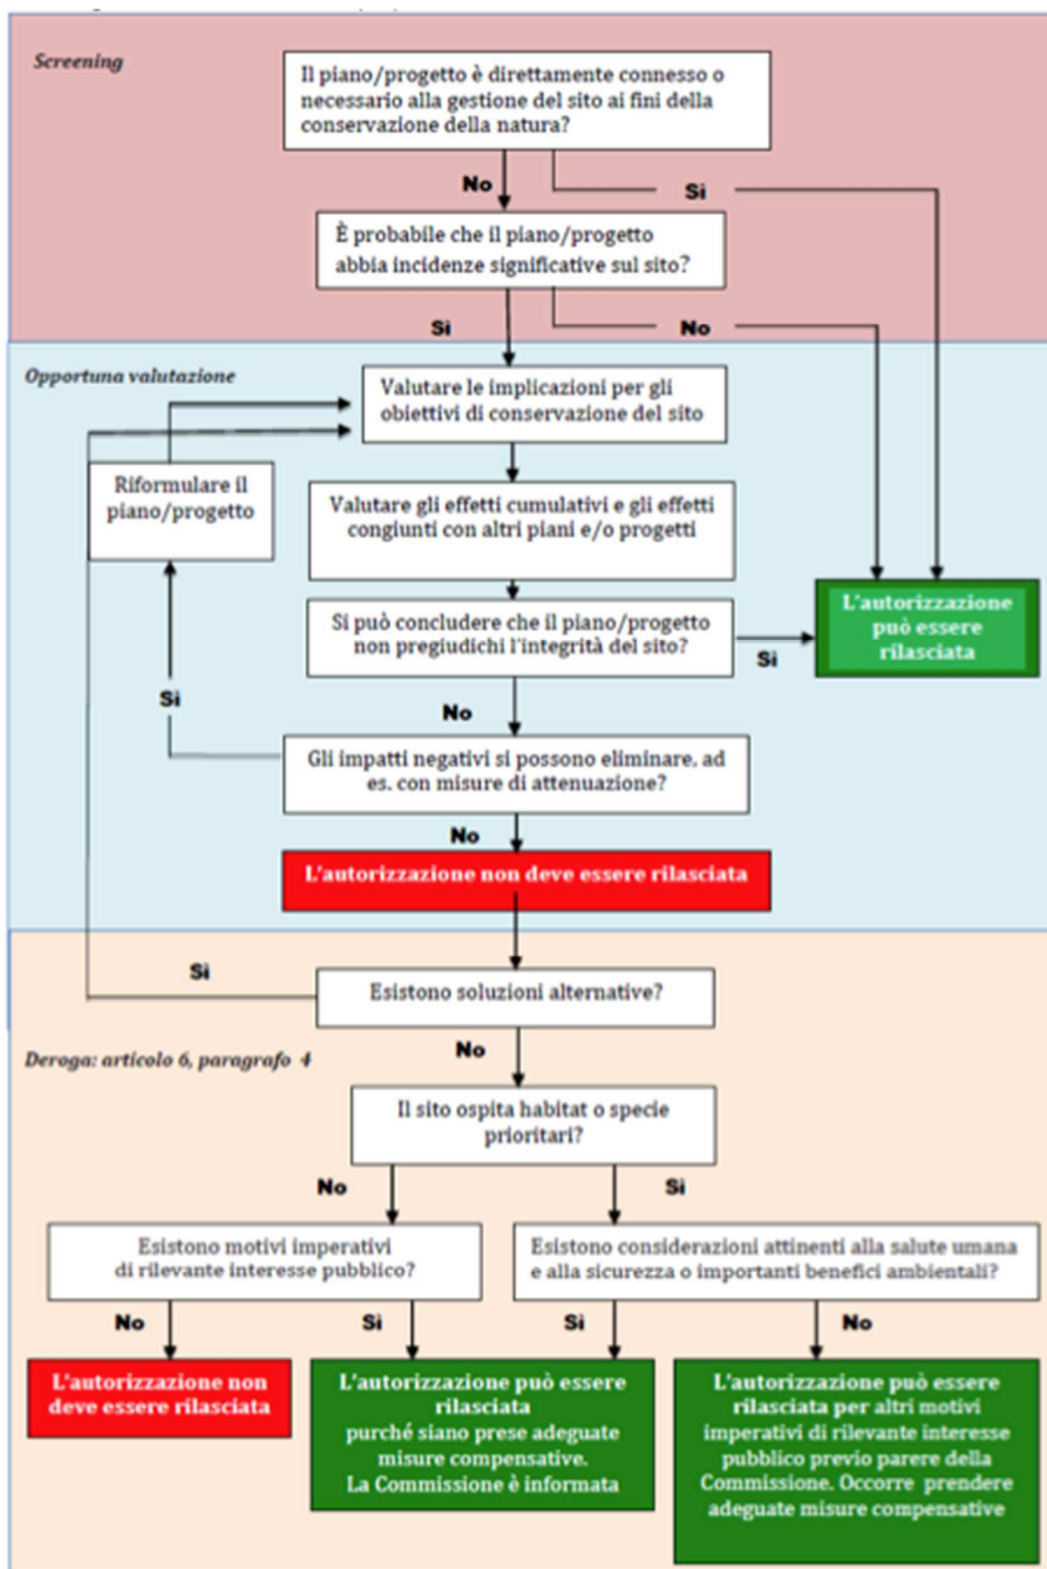 Screening
Il piano/progetto è direttamente connesso o
necessario alla gestione del sito ai fini della
conservazione della natura?
No
Sì
È probabile che il piano/progetto
abbia incidenze significative sul sito?
Sì
No
Opportuna valutazione
Valutare le implicazioni per gli
obiettivi di conservazione del sito
Riformulare il
piano/progetto
Valutare gli effetti cumulativi e gli effetti
congiunti con altri piani e/o progetti
L'autorizzazione
può essere
rilasciata
Si può concludere che il piano/progetto
non pregiudichi l'integrità del sito?
Sì
Sì
No
Gli impatti negativi si possono eliminare, ad
es. con misure di attenuazione?
No
L'autorizzazione non deve essere rilasciata
Sì
Esistono soluzioni alternative?
No
Deroga: articolo 6, paragrafo 4
Il sito ospita habitat o specie
prioritari?
No
Sì
Esistono motivi imperativi
di rilevante interesse pubblico?
Esistono considerazioni attinenti alla salute umana
e alla sicurezza o importanti benefici ambientali?
No
Sì
Sì
No
L'autorizzazione non
deve essere rilasciata
L'autorizzazione può essere
rilasciata
purché siano prese adeguate
misure compensative.
La Commissione è informata
L'autorizzazione può essere
rilasciata per altri motivi
imperativi di rilevante interesse
pubblico previo parere della
Commissione. Occorre prendere
adeguate misure compensative